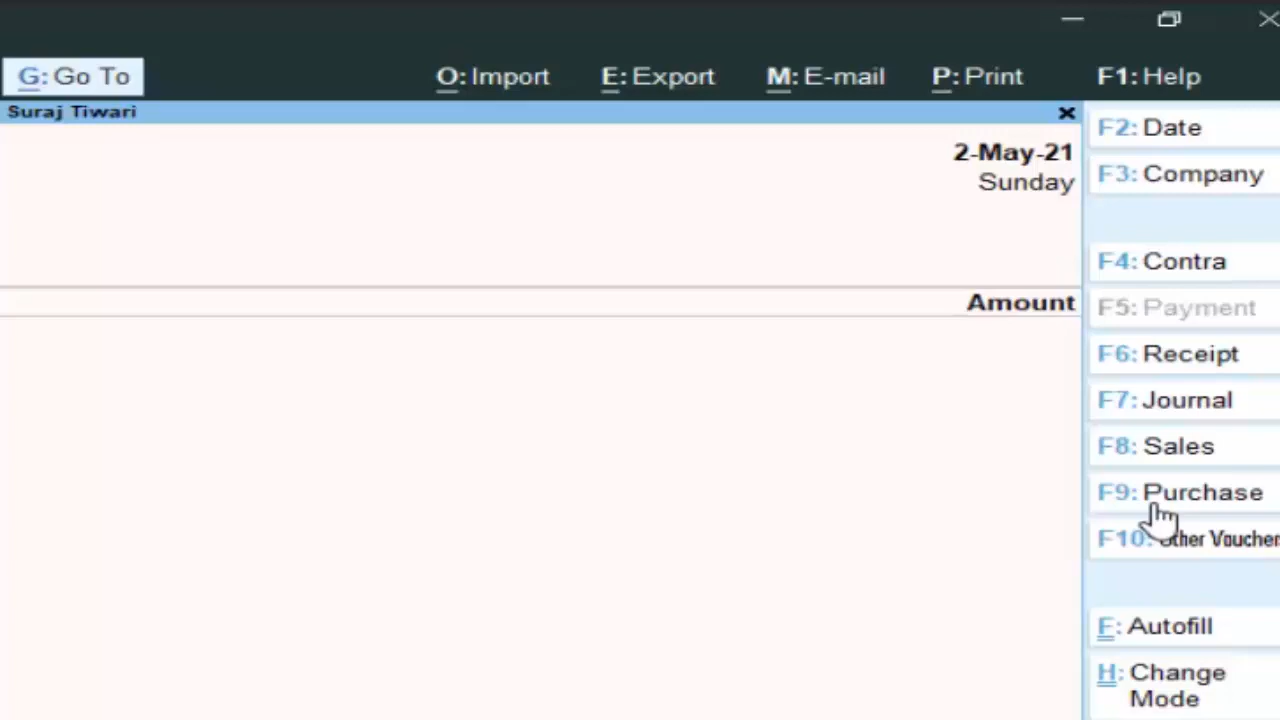 G: Go To
O: Import
E: Export
M: E-mail
P: Print
F1: Help
Suraj Tiwari
2-May-21
Sunday
Amount
F2: Date
F3: Company
F4: Contra
F5: Payment
F6: Receipt
F7: Journal
F8: Sales
F9: Purchase
F10: Other Voucher
F: Autofill
H: Change
Mode